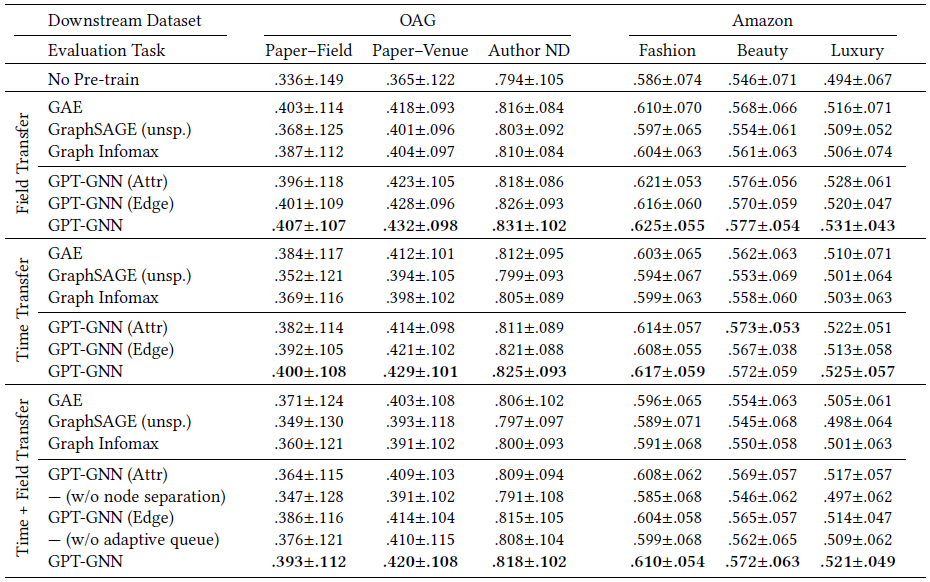 Downstream Dataset OAG Amazon
Evaluation Task Paper–Field Paper–Venue Author ND Fashion Beauty Luxury
No Pre-train .336±.149 .365±.122 .794±.105 .586±.074 .546±.071 .494±.067
Field Transfer
GAE .403±.114 .418±.093 .816±.084 .610±.070 .568±.066 .516±.071
GraphSAGE (unsp.) .368±.125 .401±.096 .803±.092 .597±.065 .554±.061 .509±.052
Graph Infomax .387±.112 .404±.097 .810±.084 .604±.063 .561±.063 .506±.074
GPT-GNN (Attr) .396±.118 .423±.105 .818±.086 .621±.053 .576±.056 .528±.061
GPT-GNN (Edge) .401±.109 .428±.096 .826±.093 .616±.060 .570±.059 .520±.047
GPT-GNN .407±.107 .432±.098 .831±.102 .625±.055 .577±.054 .531±.043
Time Transfer
GAE .384±.117 .412±.101 .812±.095 .603±.065 .562±.063 .510±.071
GraphSAGE (unsp.) .352±.121 .394±.105 .799±.093 .594±.067 .553±.069 .501±.064
Graph Infomax .369±.116 .398±.102 .805±.089 .599±.063 .558±.060 .503±.063
GPT-GNN (Attr) .382±.114 .414±.098 .811±.089 .614±.057 .573±.053 .522±.051
GPT-GNN (Edge) .392±.105 .421±.102 .821±.088 .608±.055 .567±.038 .513±.058
GPT-GNN .400±.108 .429±.101 .825±.093 .617±.059 .572±.059 .525±.057
Time + Field Transfer
GAE .371±.124 .403±.108 .806±.102 .596±.065 .554±.063 .505±.061
GraphSAGE (unsp.) .349±.130 .393±.118 .797±.097 .589±.071 .545±.068 .498±.064
Graph Infomax .360±.121 .391±.102 .800±.093 .591±.068 .550±.058 .501±.063
GPT-GNN (Attr) .364±.115 .409±.103 .809±.094 .608±.062 .569±.057 .517±.057
— (w/o node separation) .347±.128 .391±.102 .791±.108 .585±.068 .546±.062 .497±.062
GPT-GNN (Edge) .386±.116 .414±.104 .815±.105 .604±.058 .565±.057 .514±.047
— (w/o adaptive queue) .376±.121 .410±.115 .808±.104 .599±.068 .562±.065 .509±.062
GPT-GNN .393±.112 .420±.108 .818±.102 .610±.054 .572±.063 .521±.049